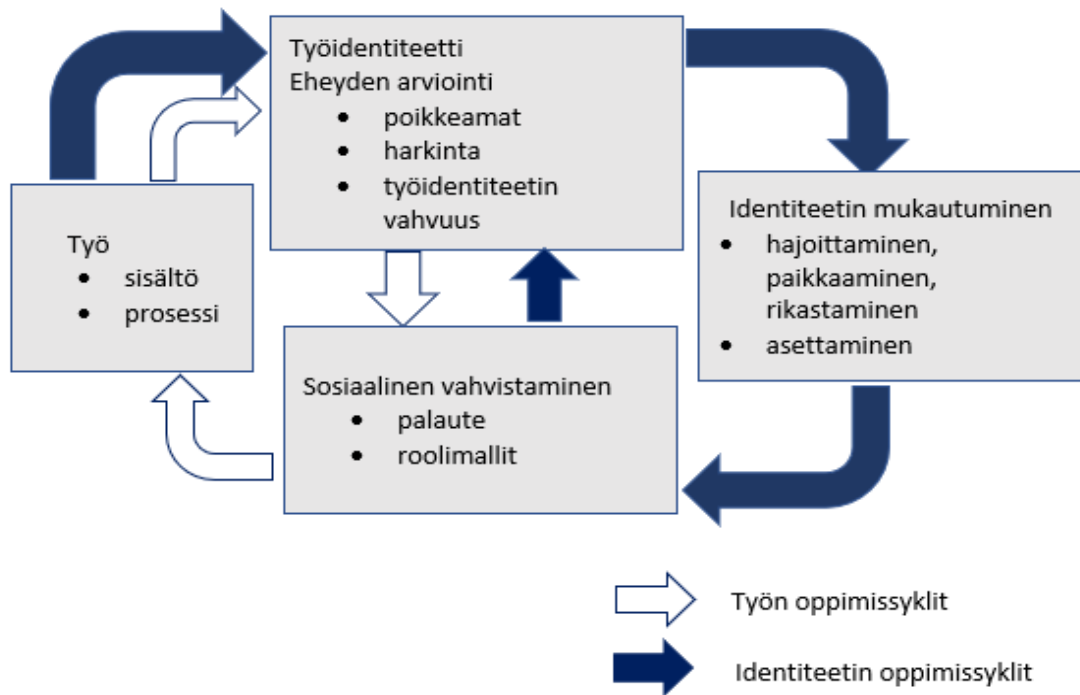 Työidentiteetti
Eheyden arviointi
• poikkeamat
• harkinta
• työidentiteetin
vahvuus
Työ
• sisältö
• prosessi
Identiteetin mukautuminen
• hajoittaminen,
paikkaaminen,
rikastaminen
• asettaminen
Sosiaalinen vahvistaminen
• palaute
• roolimallit
Työn oppimissyklit
Identiteetin oppimissyklit